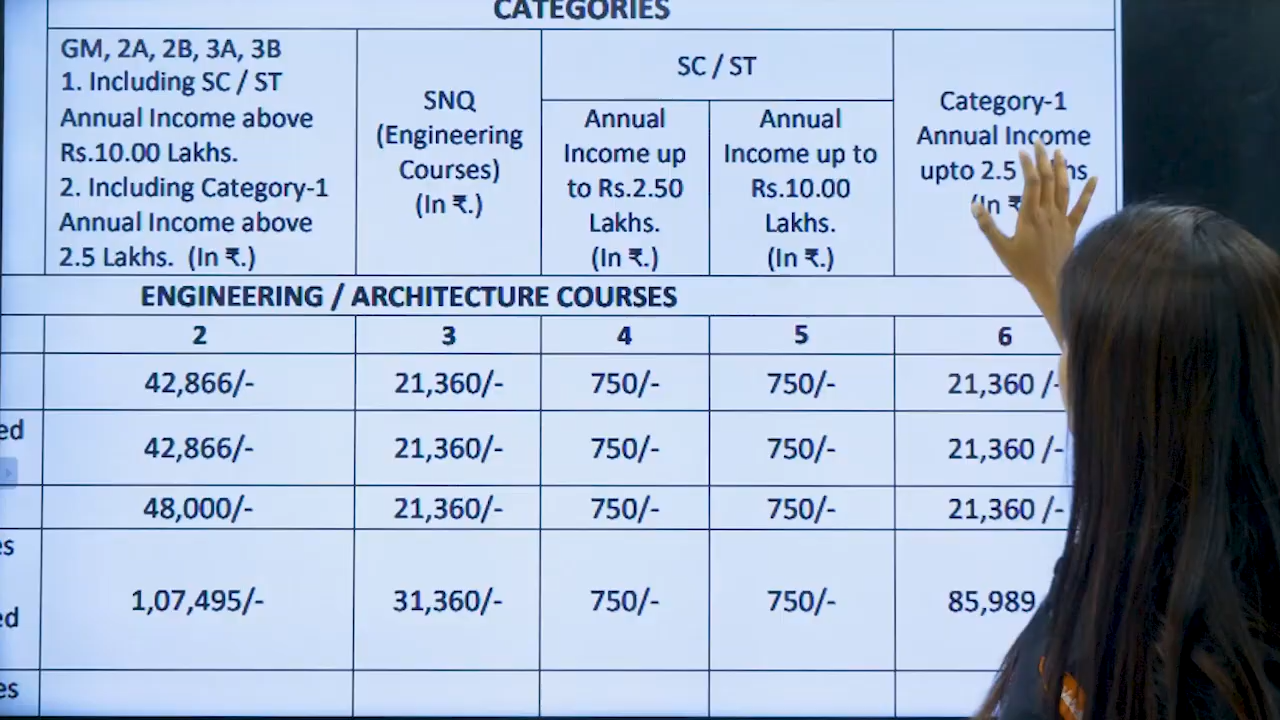 CATEGORIES
GM, 2A, 2B, 3A, 3B
1. Including SC / ST
Annual Income above
Rs.10.00 Lakhs.
2. Including Category-1
Annual Income above
2.5 Lakhs. (In ₹.)
SNQ
(Engineering
Courses)
(In ₹.)
SC / ST
Annual
Income up
to Rs.2.50
Lakhs.
(In ₹.)
Annual
Income up to
Rs.10.00
Lakhs.
(In ₹.)
Category-1
Annual Income
upto 2.5
(In ₹
ENGINEERING / ARCHITECTURE COURSES
2 3 4 5 6
42,866/- 21,360/- 750/- 750/- 21,360 /-
ed
42,866/- 21,360/- 750/- 750/- 21,360 /-
48,000/- 21,360/- 750/- 750/- 21,360 /-
es
1,07,495/- 31,360/- 750/- 750/- 85,989
ed
es